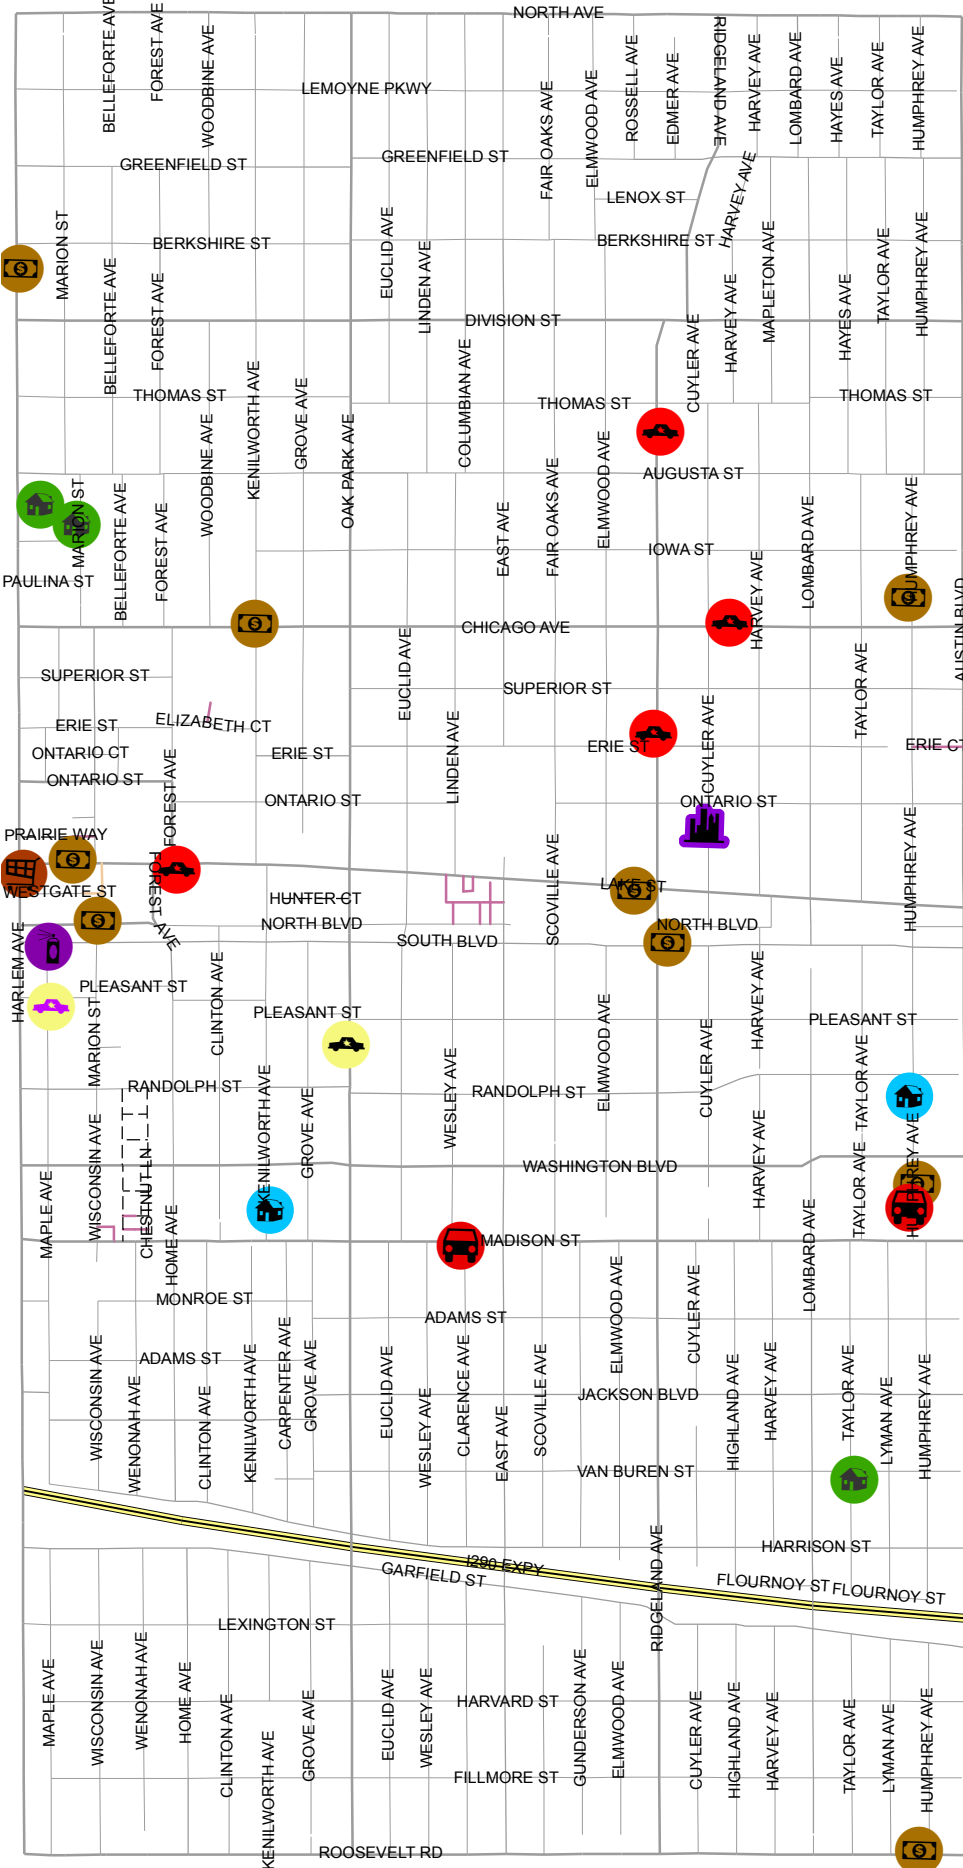 NORTH AVE
BELLEFORTE AVE
FOREST AVE
WOODBINE AVE
RIDGELAND AVE
ROSSELL AVE
EDMER AVE
HARVEY AVE
LOMBARD AVE
HAYES AVE
TAYLOR AVE
HUMPHREY AVE
LEMOYNE PKWY
FAIR OAKS AVE
ELMWOOD AVE
GREENFIELD ST
GREENFIELD ST
LENOX ST
HARVEY AVE
MARION ST
BERKSHIRE ST
EUCLID AVE
LINDEN AVE
BERKSHIRE ST
MAPLETON AVE
TAYLOR AVE
HUMPHREY AVE
BELLEFORTE AVE
FOREST AVE
DIVISION ST
CUYLER AVE
HARVEY AVE
HAYES AVE
THOMAS ST
KENILWORTH AVE
GROVE AVE
COLUMBIAN AVE
THOMAS ST
THOMAS ST
WOODBINE AVE
OAK PARK AVE
ELMWOOD AVE
AUGUSTA ST
MARION ST
BELLEFORTE AVE
FOREST AVE
EAST AVE
FAIR OAKS AVE
IOWA ST
LOMBARD AVE
HUMPHREY AVE
PAULINA ST
HARVEY AVE
AUSTIN BLVD
CHICAGO AVE
SUPERIOR ST
EUCLID AVE
SUPERIOR ST
TAYLOR AVE
ERIE ST
ELIZABETH CT
ONTARIO CT
ERIE ST
LINDEN AVE
ERIE ST
CUYLER AVE
ERIE CT
ONTARIO ST
FOREST AVE
ONTARIO ST
ONTARIO ST
PRAIRIE WAY
SCOVILLE AVE
HUMPHREY AVE
WESTGATE ST
FOREST AVE
HUNTER CT
LAKE ST
NORTH BLVD
NORTH BLVD
SOUTH BLVD
HARLEM AVE
PLEASANT ST
CLINTON AVE
HARVEY AVE
MARION ST
PLEASANT ST
ELMWOOD AVE
PLEASANT ST
CUYLER AVE
TAYLOR AVE
RANDOLPH ST
KENILWORTH AVE
GROVE AVE
WESLEY AVE
RANDOLPH ST
WISCONSIN AVE
WASHINGTON BLVD
HARVEY AVE
TAYLOR AVE
HUMPHREY AVE
MAPLE AVE
CHESTNUT LN
HOME AVE
MADISON ST
LOMBARD AVE
MONROE ST
ADAMS ST
ELMWOOD AVE
CUYLER AVE
WISCONSIN AVE
ADAMS ST
CARPENTER AVE
GROVE AVE
KENILWORTH AVE
WENONAH AVE
CLINTON AVE
EUCLID AVE
WESLEY AVE
CLARENCE AVE
EAST AVE
SCOVILLE AVE
JACKSON BLVD
HIGHLAND AVE
HARVEY AVE
TAYLOR AVE
LYMAN AVE
HUMPHREY AVE
VAN BUREN ST
HARRISON ST
I290 EXPY
GARFIELD ST
RIDGELAND AVE
FLOURNOY ST
FLOURNOY ST
LEXINGTON ST
MAPLE AVE
WISCONSIN AVE
WENONAH AVE
HOME AVE
CLINTON AVE
KENILWORTH AVE
GROVE AVE
EUCLID AVE
WESLEY AVE
HARVARD ST
GUNDERSON AVE
ELMWOOD AVE
CUYLER AVE
HIGHLAND AVE
HARVEY AVE
TAYLOR AVE
LYMAN AVE
HUMPHREY AVE
FILLMORE ST
ROOSEVELT RD